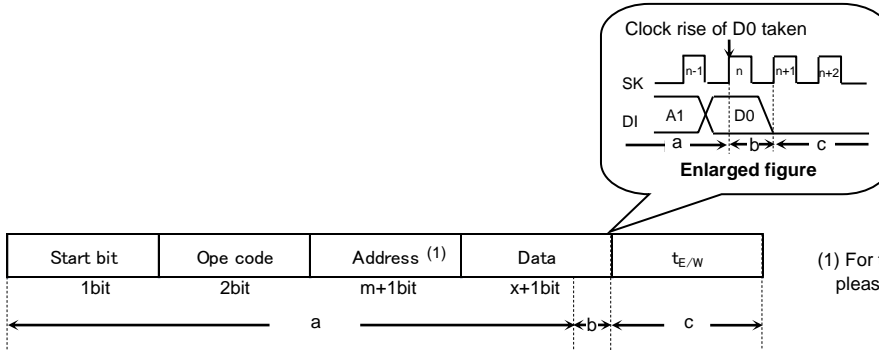 Clock rise of D0 taken
SK n-1 n n+1 n+2
DI A1 D0
a b c
Enlarged figure
Start bit Ope code Address (1) Data tE/W
1bit 2bit m+1bit x+1bit
a b c
(1) For
pleas